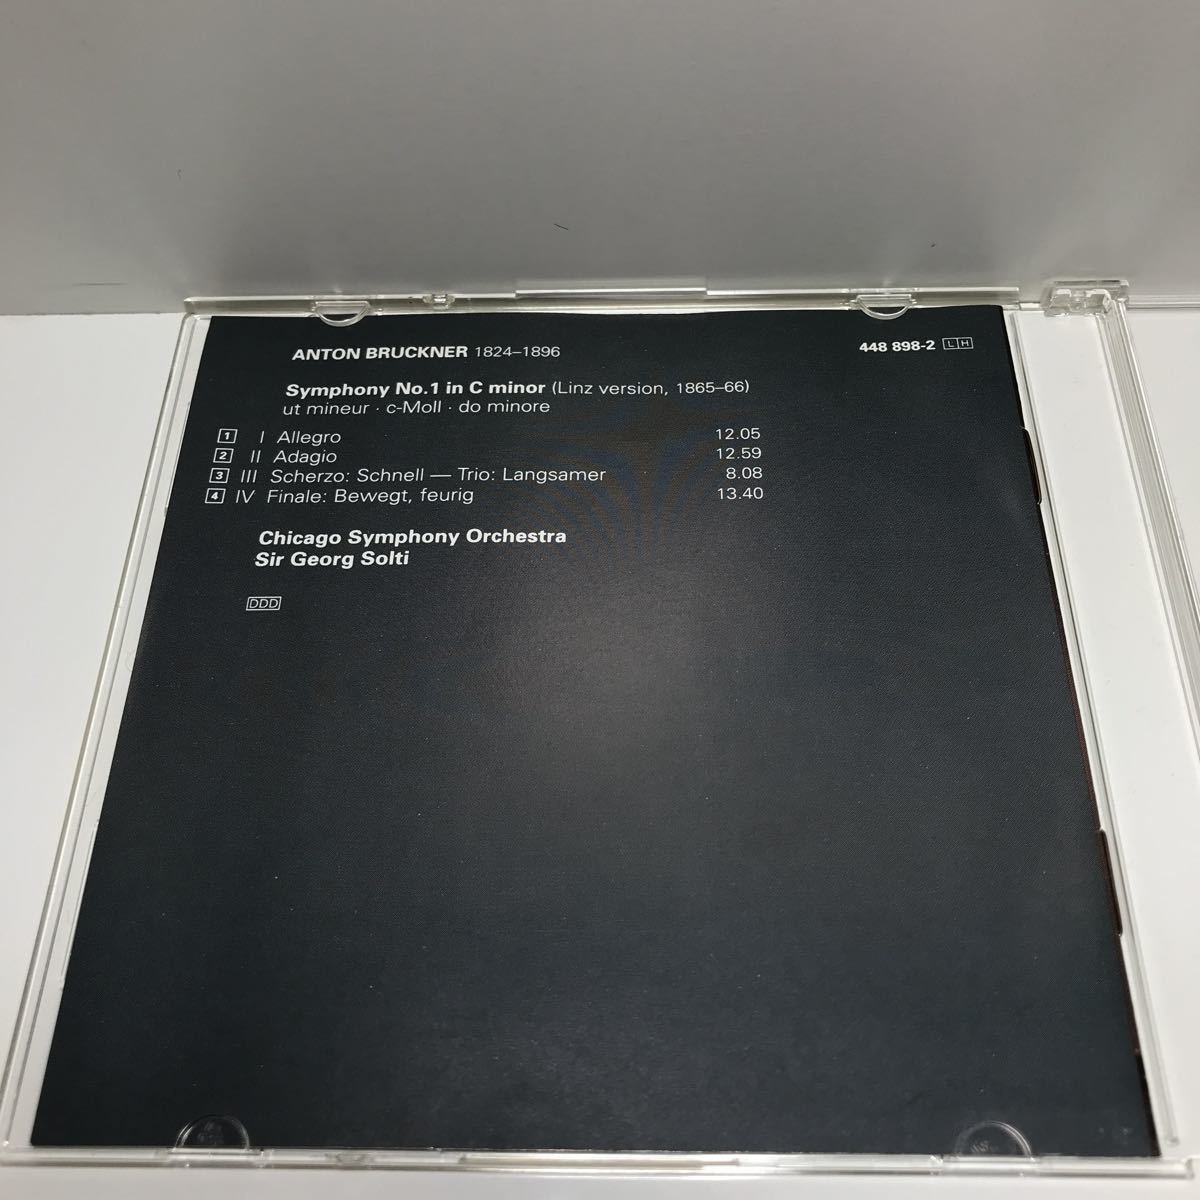 ANTON BRUCKNER 1824–1896
448 898-2 LH
Symphony No.1 in C minor (Linz version, 1865–66)
ut mineur · c-Moll · do minore
1 I Allegro 12.05
2 II Adagio 12.59
3 III Scherzo: Schnell — Trio: Langsamer 8.08
4 IV Finale: Bewegt, feurig 13.40
Chicago Symphony Orchestra
Sir Georg Solti
DDD